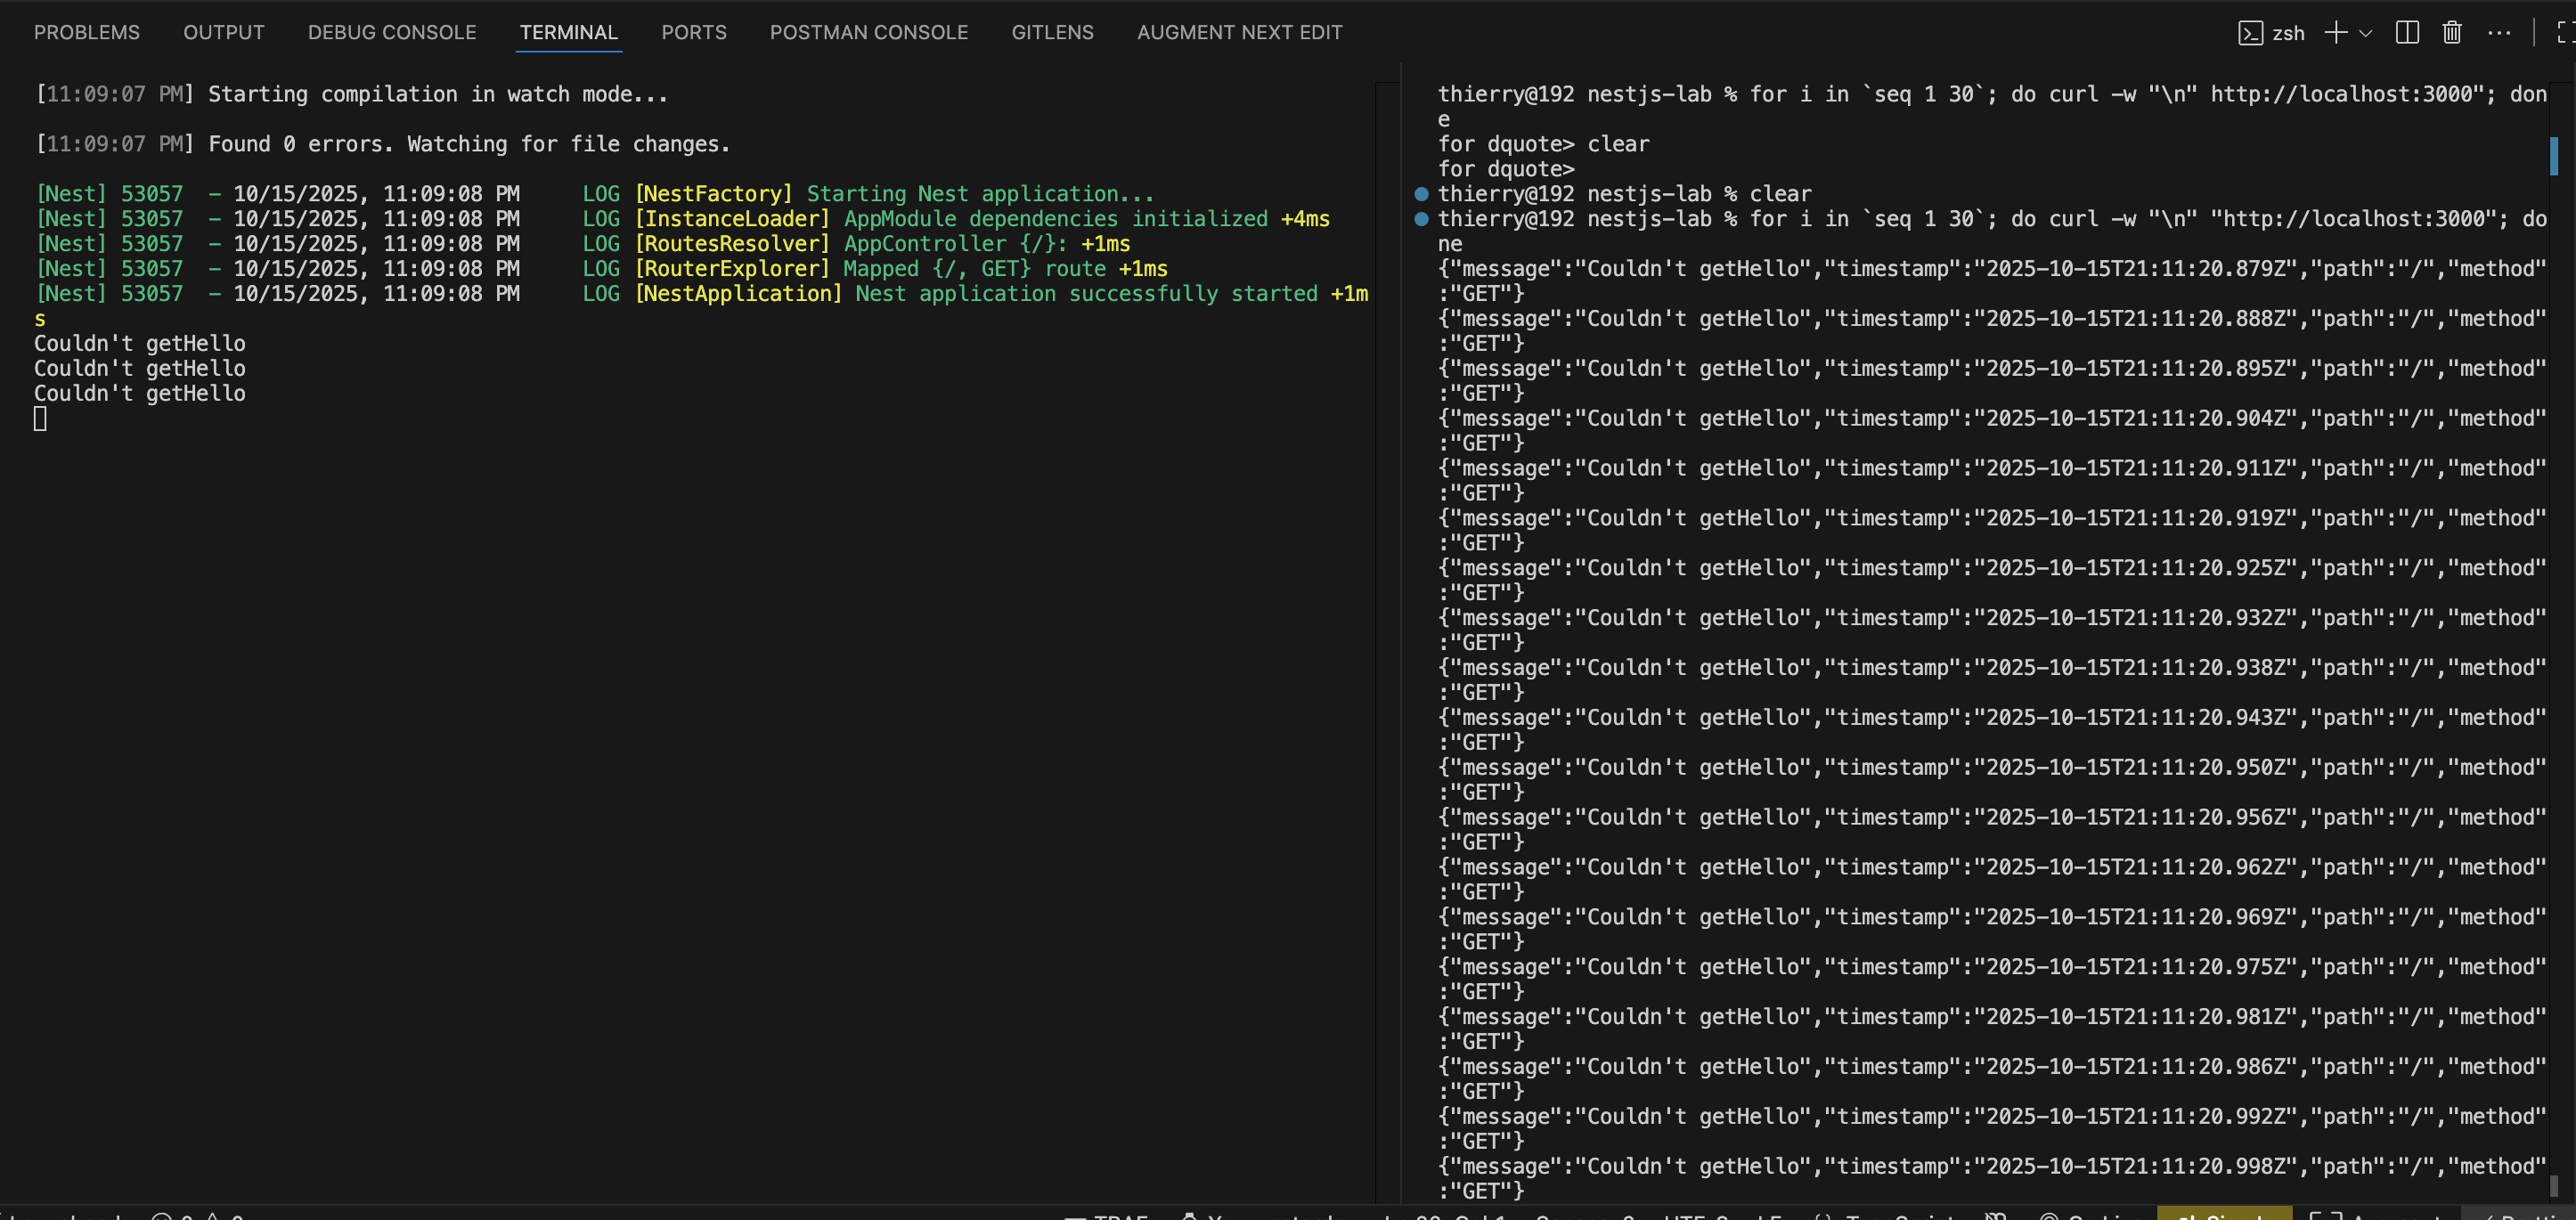 PROBLEMS OUTPUT DEBUG CONSOLE TERMINAL PORTS POSTMAN CONSOLE GITLENS AUGMENT NEXT EDIT zsh
[11:09:07 PM] Starting compilation in watch mode...
[11:09:07 PM] Found 0 errors. Watching for file changes.
[Nest] 53057  - 10/15/2025, 11:09:08 PM     LOG [NestFactory] Starting Nest application...
[Nest] 53057  - 10/15/2025, 11:09:08 PM     LOG [InstanceLoader] AppModule dependencies initialized +4ms
[Nest] 53057  - 10/15/2025, 11:09:08 PM     LOG [RoutesResolver] AppController {/}: +1ms
[Nest] 53057  - 10/15/2025, 11:09:08 PM     LOG [RouterExplorer] Mapped {/, GET} route +1ms
[Nest] 53057  - 10/15/2025, 11:09:08 PM     LOG [NestApplication] Nest application successfully started +1m
s
Couldn't getHello
Couldn't getHello
Couldn't getHello
thierry@192 nestjs-lab % for i in `seq 1 30`; do curl -w "\n" http://localhost:3000"; don
e
for dquote> clear
for dquote>
thierry@192 nestjs-lab % clear
thierry@192 nestjs-lab % for i in `seq 1 30`; do curl -w "\n" "http://localhost:3000"; do
ne
{"message":"Couldn't getHello","timestamp":"2025-10-15T21:11:20.879Z","path":"/","method"
:"GET"}
{"message":"Couldn't getHello","timestamp":"2025-10-15T21:11:20.888Z","path":"/","method"
:"GET"}
{"message":"Couldn't getHello","timestamp":"2025-10-15T21:11:20.895Z","path":"/","method"
:"GET"}
{"message":"Couldn't getHello","timestamp":"2025-10-15T21:11:20.904Z","path":"/","method"
:"GET"}
{"message":"Couldn't getHello","timestamp":"2025-10-15T21:11:20.911Z","path":"/","method"
:"GET"}
{"message":"Couldn't getHello","timestamp":"2025-10-15T21:11:20.919Z","path":"/","method"
:"GET"}
{"message":"Couldn't getHello","timestamp":"2025-10-15T21:11:20.925Z","path":"/","method"
:"GET"}
{"message":"Couldn't getHello","timestamp":"2025-10-15T21:11:20.932Z","path":"/","method"
:"GET"}
{"message":"Couldn't getHello","timestamp":"2025-10-15T21:11:20.938Z","path":"/","method"
:"GET"}
{"message":"Couldn't getHello","timestamp":"2025-10-15T21:11:20.943Z","path":"/","method"
:"GET"}
{"message":"Couldn't getHello","timestamp":"2025-10-15T21:11:20.950Z","path":"/","method"
:"GET"}
{"message":"Couldn't getHello","timestamp":"2025-10-15T21:11:20.956Z","path":"/","method"
:"GET"}
{"message":"Couldn't getHello","timestamp":"2025-10-15T21:11:20.962Z","path":"/","method"
:"GET"}
{"message":"Couldn't getHello","timestamp":"2025-10-15T21:11:20.969Z","path":"/","method"
:"GET"}
{"message":"Couldn't getHello","timestamp":"2025-10-15T21:11:20.975Z","path":"/","method"
:"GET"}
{"message":"Couldn't getHello","timestamp":"2025-10-15T21:11:20.981Z","path":"/","method"
:"GET"}
{"message":"Couldn't getHello","timestamp":"2025-10-15T21:11:20.986Z","path":"/","method"
:"GET"}
{"message":"Couldn't getHello","timestamp":"2025-10-15T21:11:20.992Z","path":"/","method"
:"GET"}
{"message":"Couldn't getHello","timestamp":"2025-10-15T21:11:20.998Z","path":"/","method"
:"GET"}